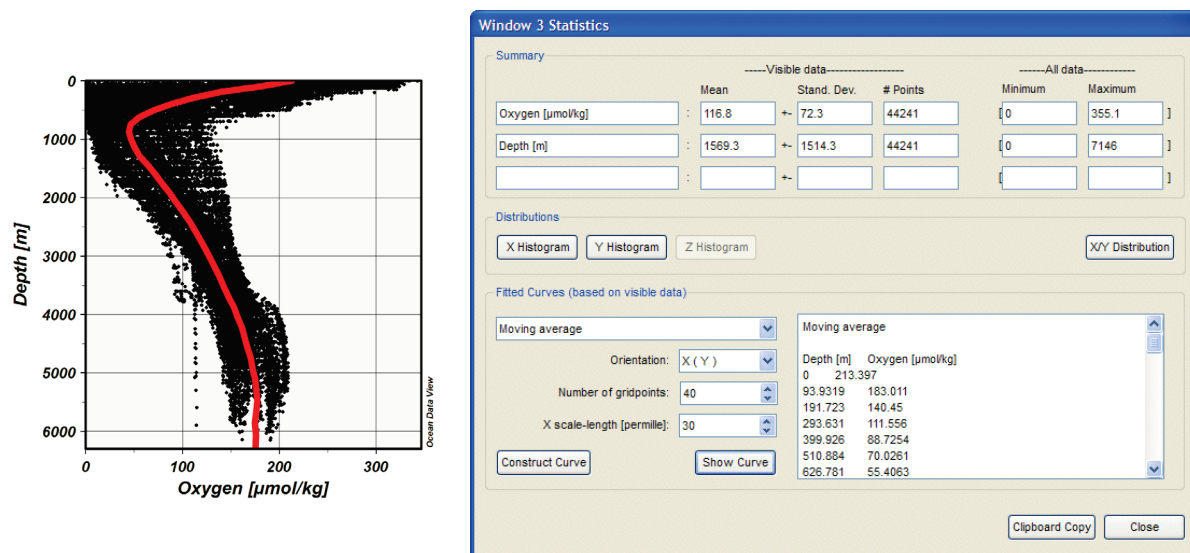 0
1000
2000
3000
4000
5000
6000
Depth [m]
0 100 200 300
Oxygen [μmol/kg]
Ocean Data View
Window 3 Statistics
Summary
-----Visible data------------------ ------All data------------
Mean Stand. Dev. # Points Minimum Maximum
Oxygen [μmol/kg] : 116.8 +- 72.3 44241 [ 0 355.1 ]
Depth [m] : 1569.3 +- 1514.3 44241 [ 0 7146 ]
: +- [ ]
Distributions
X Histogram Y Histogram Z Histogram X/Y Distribution
Fitted Curves (based on visible data)
Moving average
Orientation: X ( Y )
Number of gridpoints: 40
X scale-length [permille]: 30
Construct Curve Show Curve
Moving average
Depth [m] Oxygen [μmol/kg]
0 213.397
93.9319 183.011
191.723 140.45
293.631 111.556
399.926 88.7254
510.884 70.0261
626.781 55.4063
Clipboard Copy Close